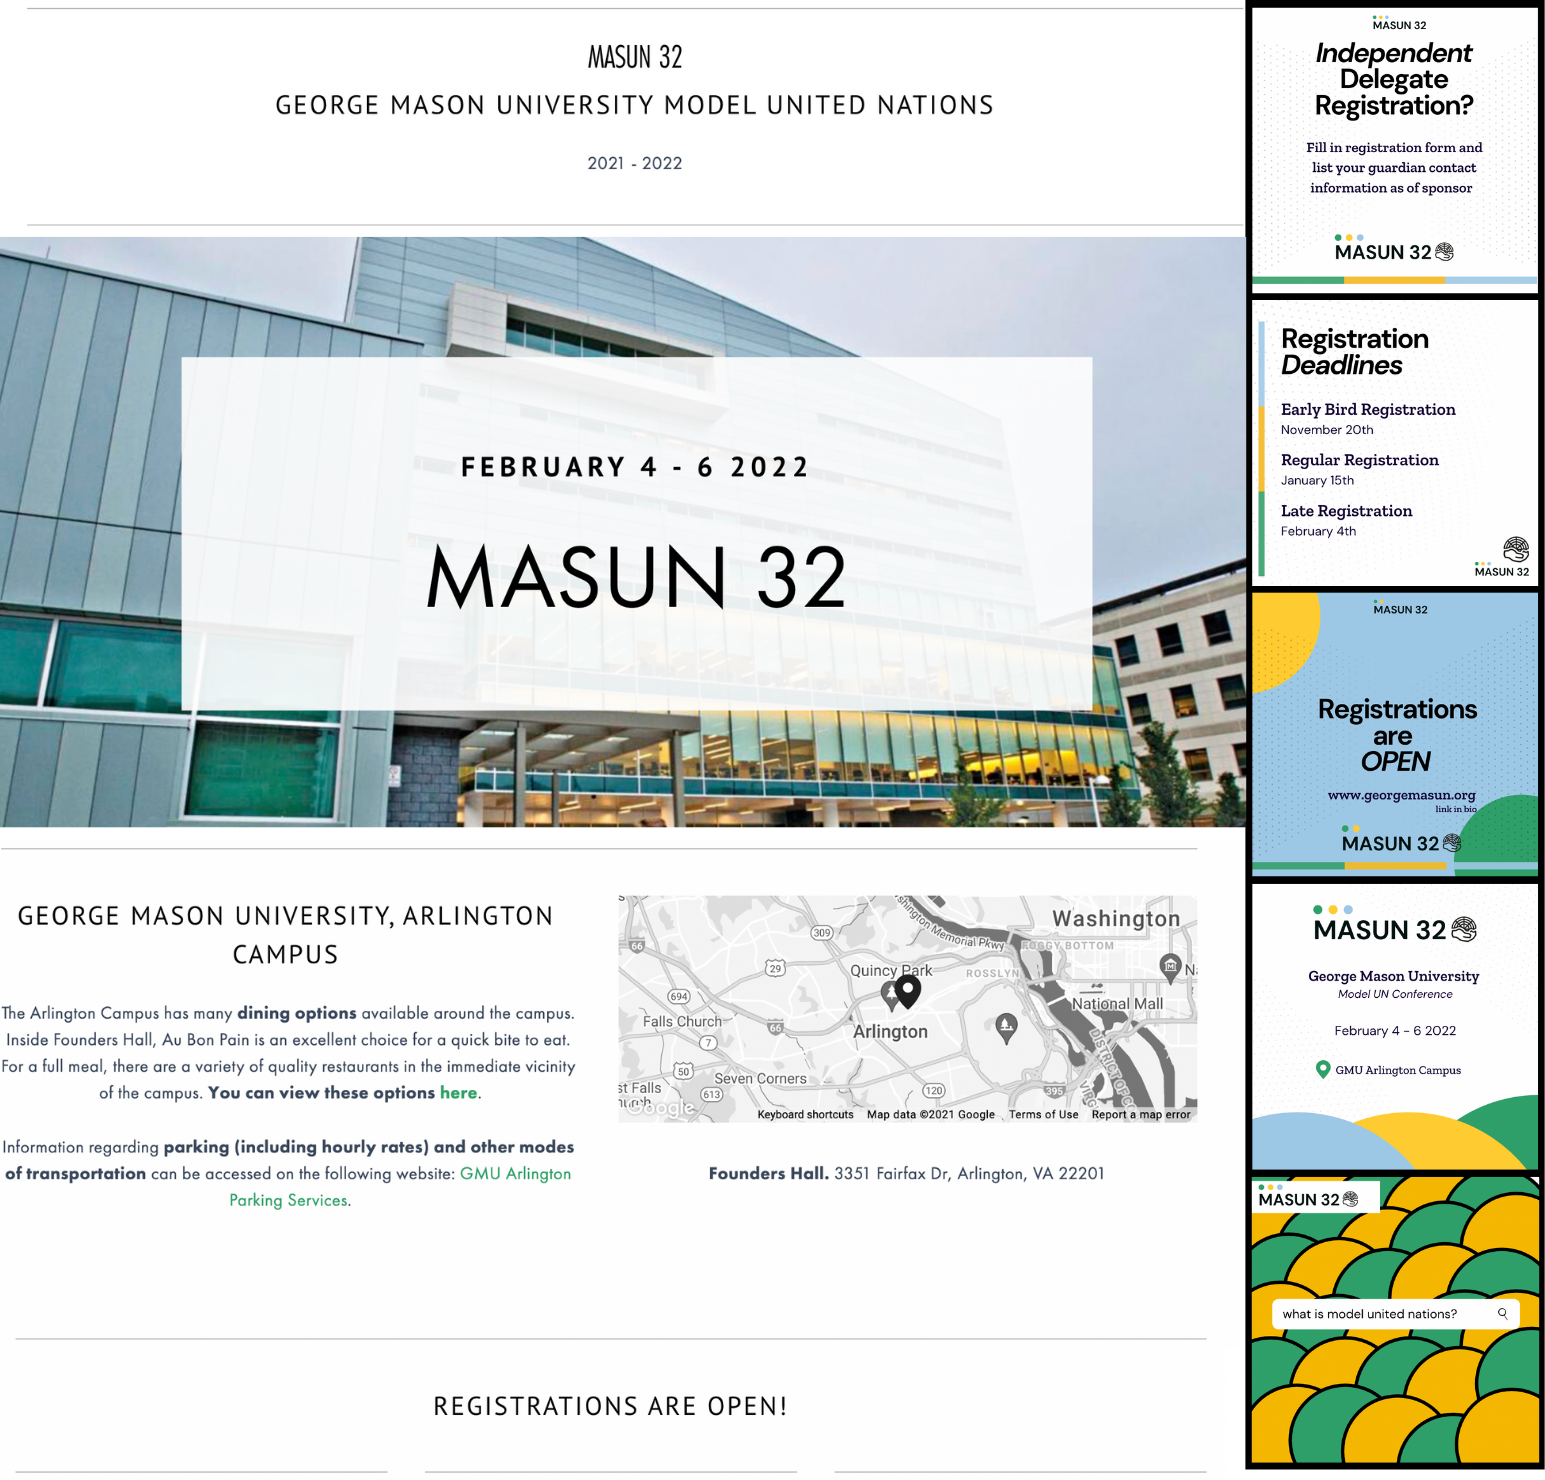 MASUN 32
GEORGE MASON UNIVERSITY MODEL UNITED NATIONS
2021 - 2022
FEBRUARY 4 - 6 2022
MASUN 32
GEORGE MASON UNIVERSITY, ARLINGTON
CAMPUS
The Arlington Campus has many dining options available around the campus.
Inside Founders Hall, Au Bon Pain is an excellent choice for a quick bite to eat.
For a full meal, there are a variety of quality restaurants in the immediate vicinity
of the campus. You can view these options here.
Information regarding parking (including hourly rates) and other modes
of transportation can be accessed on the following website: GMU Arlington
Parking Services.
Washington
Memorial Pkwy
FOGGY BOTTOM
309
66
29
Quincy Park
ROSSLYN
694
National Mall
Falls Church
66
Arlington
7
50
Seven Corners
395
613
120
Google
Keyboard shortcuts Map data ©2021 Google Terms of Use Report a map error
Founders Hall. 3351 Fairfax Dr, Arlington, VA 22201
REGISTRATIONS ARE OPEN!
MASUN 32
Independent
Delegate
Registration?
Fill in registration form and
list your guardian contact
information as of sponsor
MASUN 32
Registration
Deadlines
Early Bird Registration
November 20th
Regular Registration
January 15th
Late Registration
February 4th
MASUN 32
MASUN 32
Registrations
are
OPEN
www.georgemasun.org
link in bio
MASUN 32
MASUN 32
George Mason University
Model UN Conference
February 4 - 6 2022
GMU Arlington Campus
MASUN 32
what is model united nations?